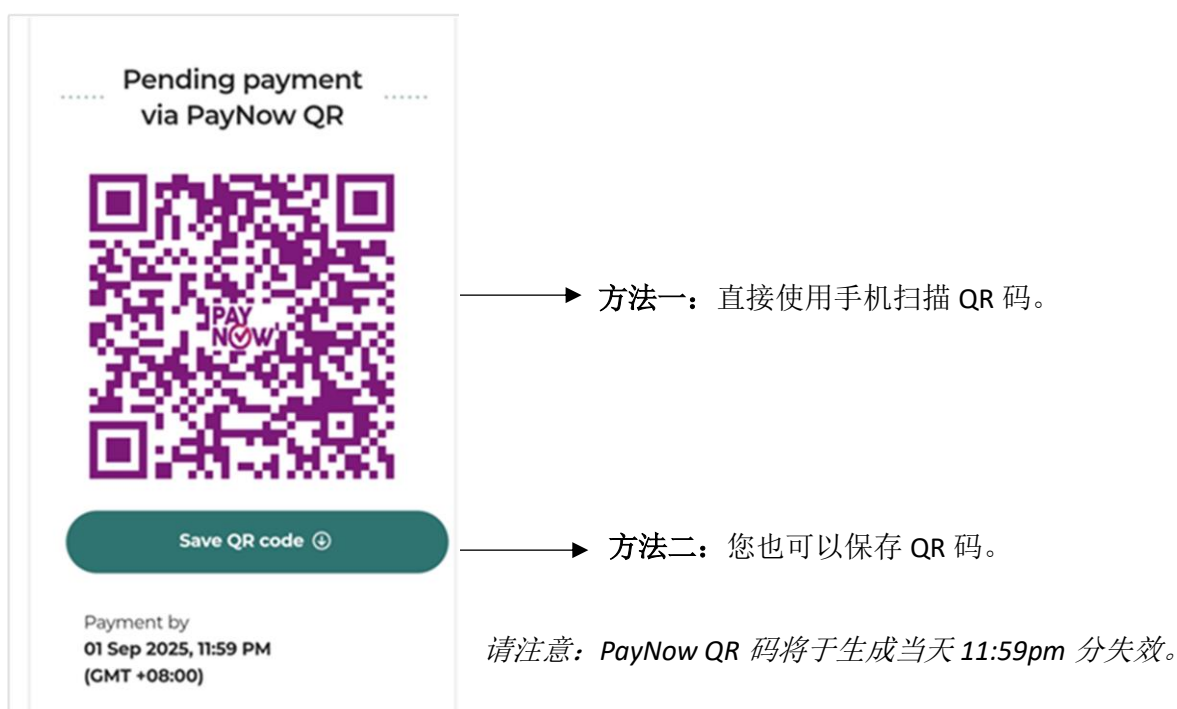 Pending payment
via PayNow QR
PAY
NOW
方法一：直接使用手机扫描 QR 码。
Save QR code
方法二：您也可以保存 QR 码。
Payment by
01 Sep 2025, 11:59 PM
(GMT +08:00)
请注意：PayNow QR 码将于生成当天 11:59pm 分失效。